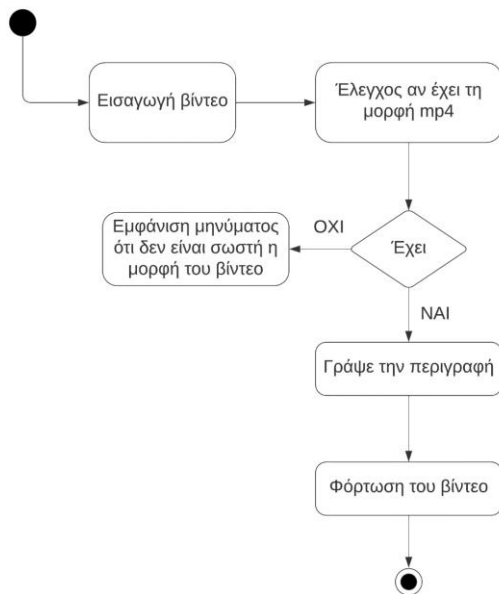 Εισαγωγή βίντεο
Έλεγχος αν έχει τη
μορφή mp4
Έχει
ΟΧΙ
Εμφάνιση μηνύματος
ότι δεν είναι σωστή η
μορφή του βίντεο
ΝΑΙ
Γράψε την περιγραφή
Φόρτωση του βίντεο